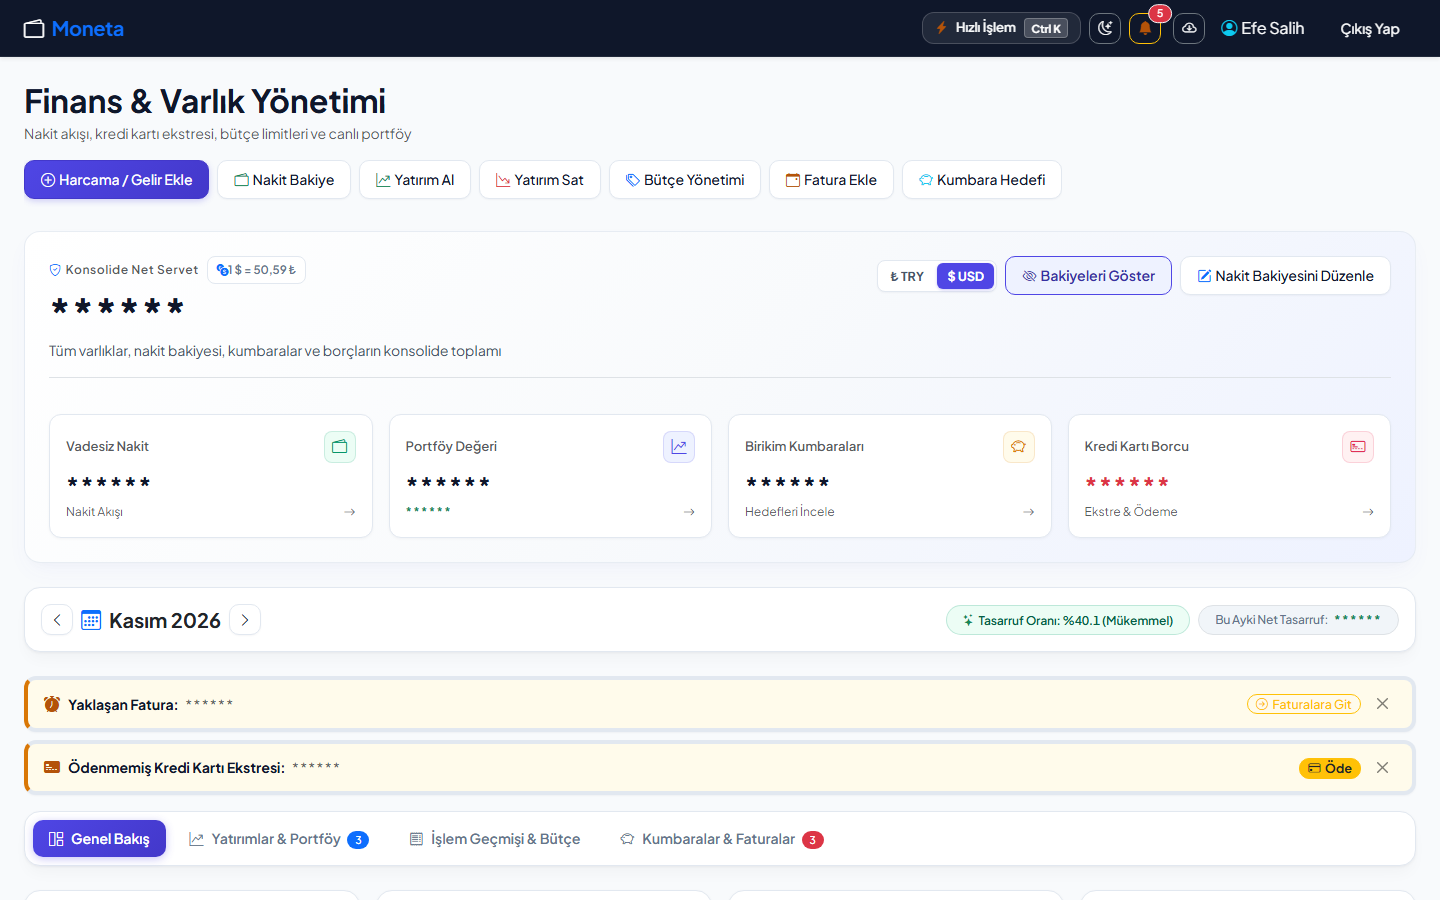 Moneta
Hızlı İşlem Ctrl K
5
Efe Salih
Çıkış Yap
Finans & Varlık Yönetimi
Nakit akışı, kredi kartı ekstresi, bütçe limitleri ve canlı portföy
Harcama / Gelir Ekle
Nakit Bakiye
Yatırım Al
Yatırım Sat
Bütçe Yönetimi
Fatura Ekle
Kumbara Hedefi
Konsolide Net Servet
1 $ = 50,59 ₺
₺ TRY
$ USD
Bakiyeleri Göster
Nakit Bakiyesini Düzenle
******
Tüm varlıklar, nakit bakiyesi, kumbaralar ve borçların konsolide toplamı
Vadesiz Nakit
******
Nakit Akışı
Portföy Değeri
******
******
Birikim Kumbaraları
******
Hedefleri İncele
Kredi Kartı Borcu
******
Ekstre & Ödeme
Kasım 2026
Tasarruf Oranı: %40.1 (Mükemmel)
Bu Ayki Net Tasarruf: ******
Yaklaşan Fatura: ******
Faturalara Git
Ödenmemiş Kredi Kartı Ekstresi: ******
Öde
Genel Bakış
Yatırımlar & Portföy 3
İşlem Geçmişi & Bütçe
Kumbaralar & Faturalar 3